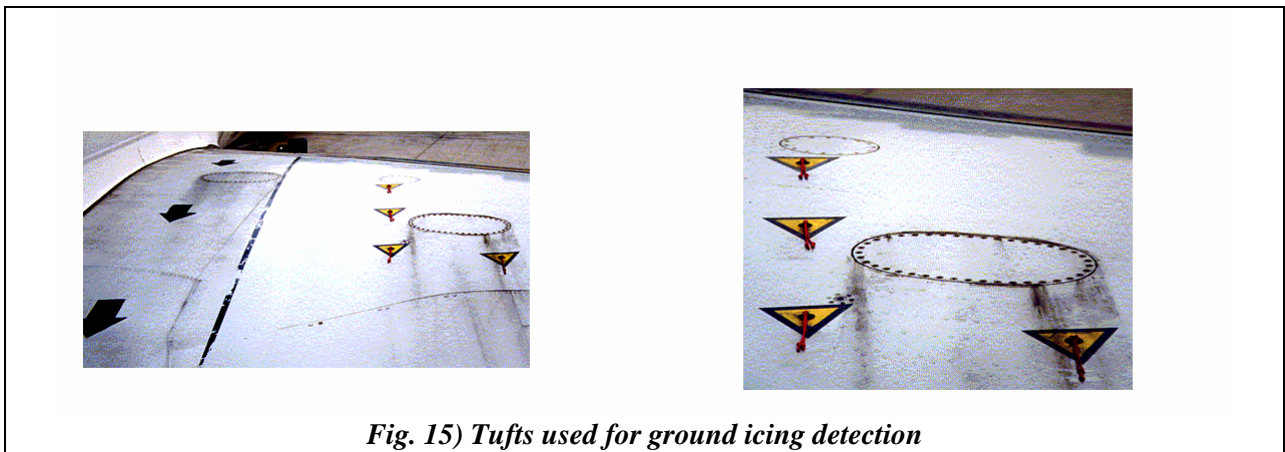 Fig. 15) Tufts used for ground icing detection